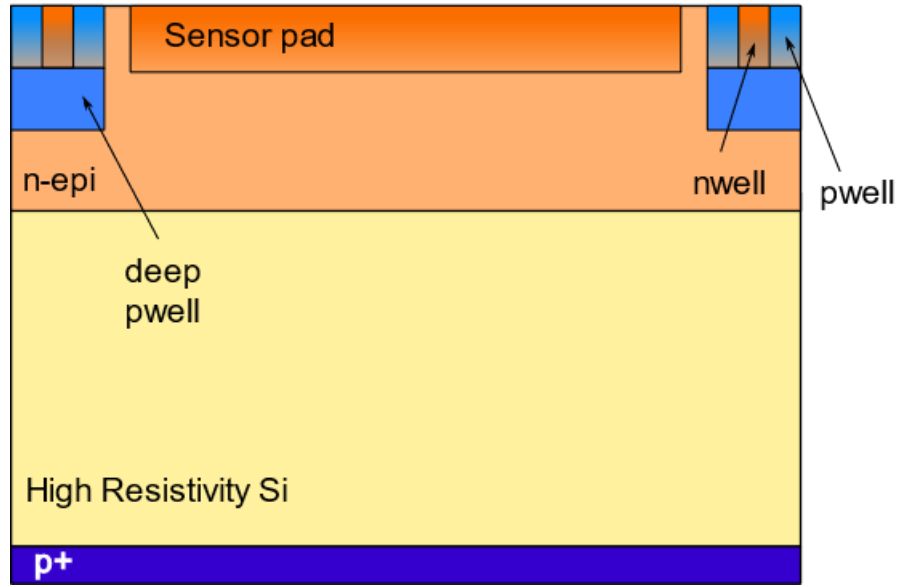 Sensor pad
n-epi
nwell
pwell
deep
pwell
High Resistivity Si
p+